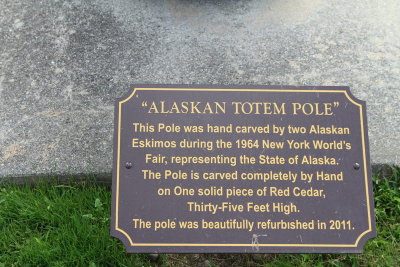 "ALASKAN TOTEM POLE"
This Pole was hand carved by two Alaskan
Eskimos during the 1964 New York World's
Fair, representing the State of Alaska.
The Pole is carved completely by Hand
on One solid piece of Red Cedar,
Thirty-Five Feet High.
The pole was beautifully refurbished in 2011.